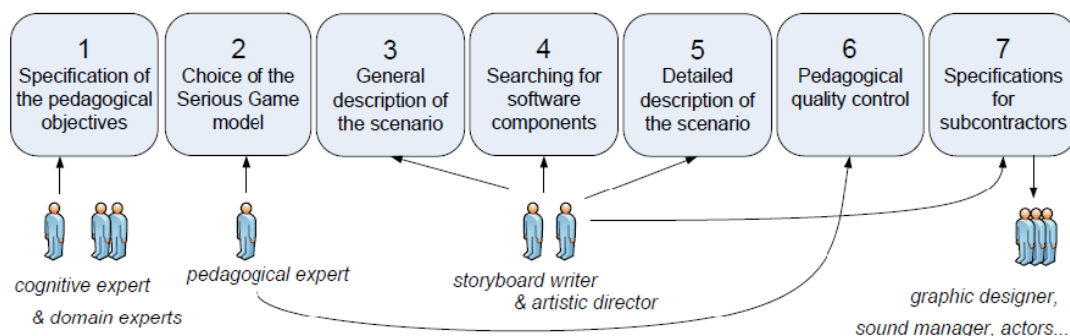 1
Specification of
the pedagogical
objectives
2
Choice of the
Serious Game
model
3
General
description of
the scenario
4
Searching for
software
components
5
Detailed
description of
the scenario
6
Pedagogical
quality control
7
Specifications
for
subcontractors
cognitive expert
& domain experts
pedagogical expert
storyboard writer
& artistic director
graphic designer,
sound manager, actors...